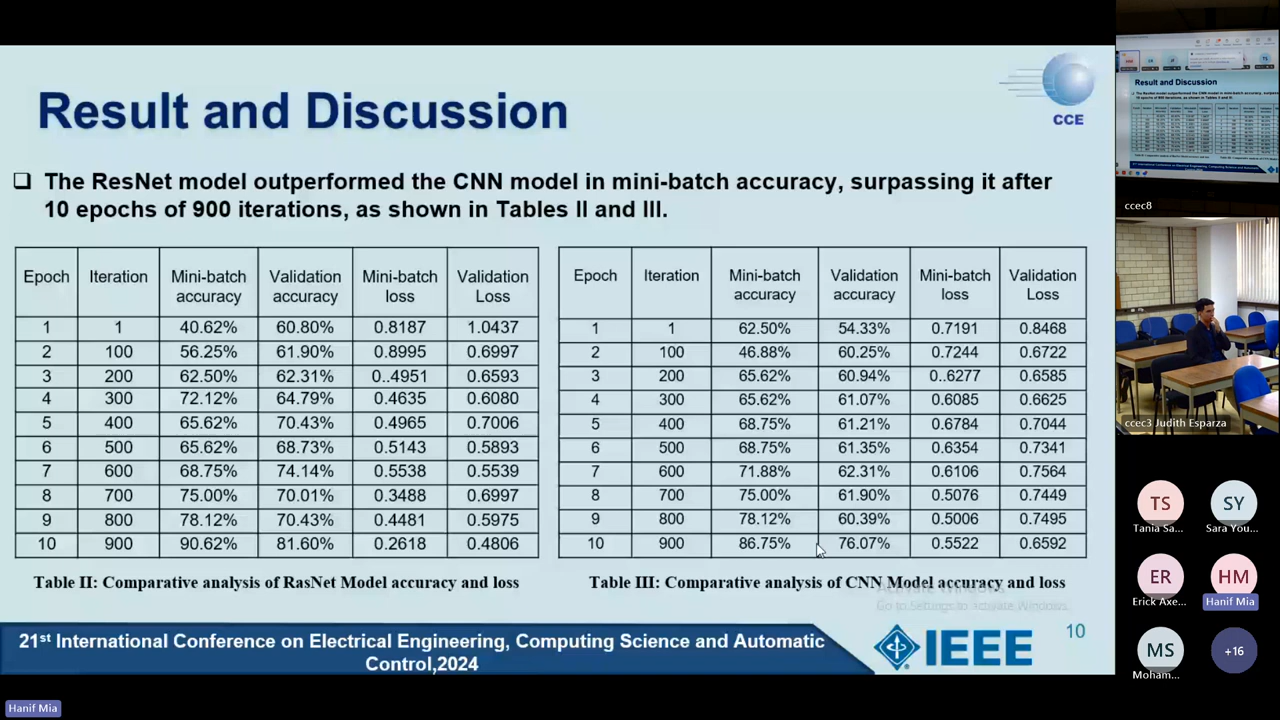 Result and Discussion
CCE
❑ The ResNet model outperformed the CNN model in mini-batch accuracy, surpassing it after
10 epochs of 900 iterations, as shown in Tables II and III.
Epoch Iteration Mini-batch accuracy Validation accuracy Mini-batch loss Validation Loss
1 1 40.62% 60.80% 0.8187 1.0437
2 100 56.25% 61.90% 0.8995 0.6997
3 200 62.50% 62.31% 0..4951 0.6593
4 300 72.12% 64.79% 0.4635 0.6080
5 400 65.62% 70.43% 0.4965 0.7006
6 500 65.62% 68.73% 0.5143 0.5893
7 600 68.75% 74.14% 0.5538 0.5539
8 700 75.00% 70.01% 0.3488 0.6997
9 800 78.12% 70.43% 0.4481 0.5975
10 900 90.62% 81.60% 0.2618 0.4806
Table II: Comparative analysis of RasNet Model accuracy and loss
Epoch Iteration Mini-batch accuracy Validation accuracy Mini-batch loss Validation Loss
1 1 62.50% 54.33% 0.7191 0.8468
2 100 46.88% 60.25% 0.7244 0.6722
3 200 65.62% 60.94% 0..6277 0.6585
4 300 65.62% 61.07% 0.6085 0.6625
5 400 68.75% 61.21% 0.6784 0.7044
6 500 68.75% 61.35% 0.6354 0.7341
7 600 71.88% 62.31% 0.6106 0.7564
8 700 75.00% 61.90% 0.5076 0.7449
9 800 78.12% 60.39% 0.5006 0.7495
10 900 86.75% 76.07% 0.5522 0.6592
Table III: Comparative analysis of CNN Model accuracy and loss
Activate Windows
Go to Settings to activate Windows.
21st International Conference on Electrical Engineering, Computing Science and Automatic
Control,2024
IEEE
10
Hanif Mia
Result and Discussion
ccec8
ccec3 Judith Esparza
TS
Tania Sa...
SY
Sara You...
ER
Erick Axe...
HM
Hanif Mia
MS
Moham...
+16